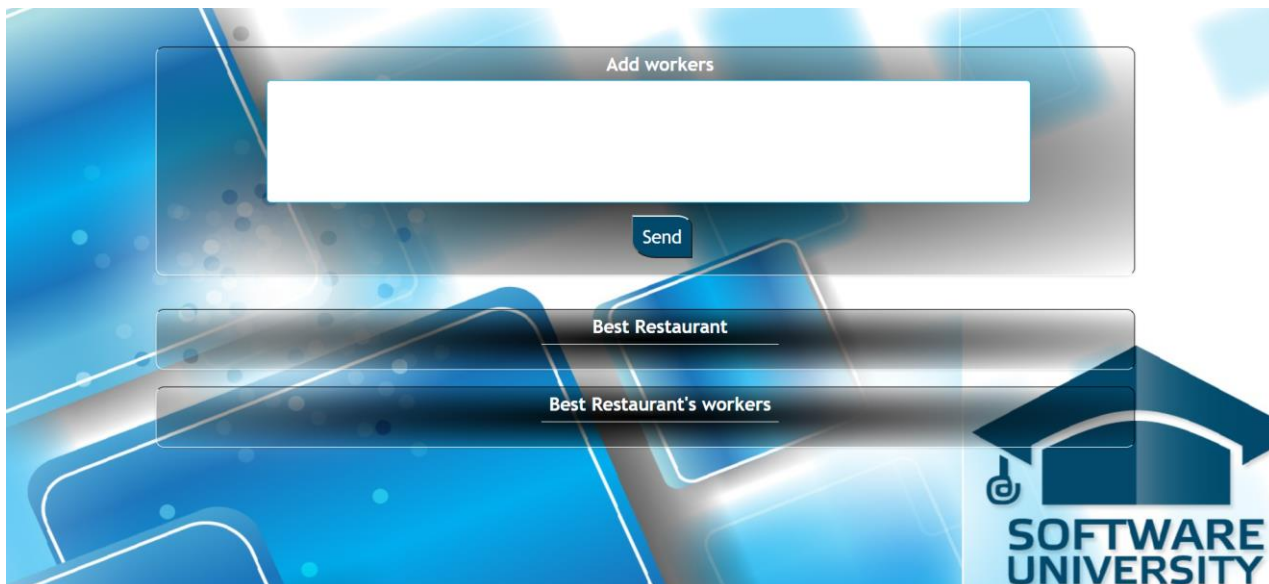 Add workers
Send
Best Restaurant
Best Restaurant's workers
SOFTWARE
UNIVERSITY